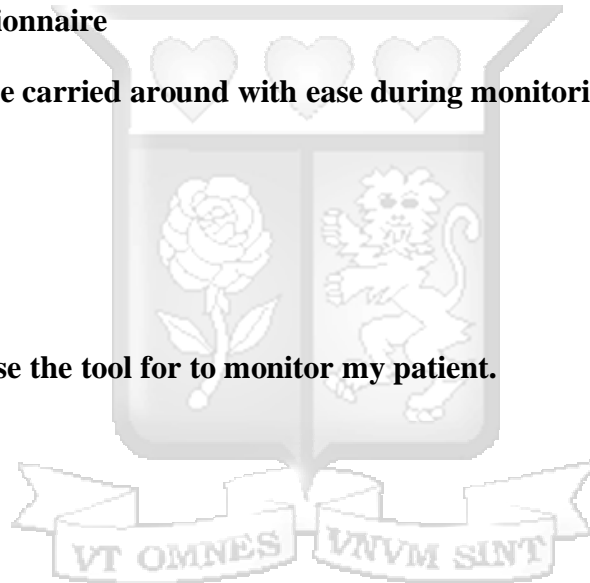 ionnaire
e carried around with ease during monitori
se the tool for to monitor my patient.
VT OMNES VNVM SINT